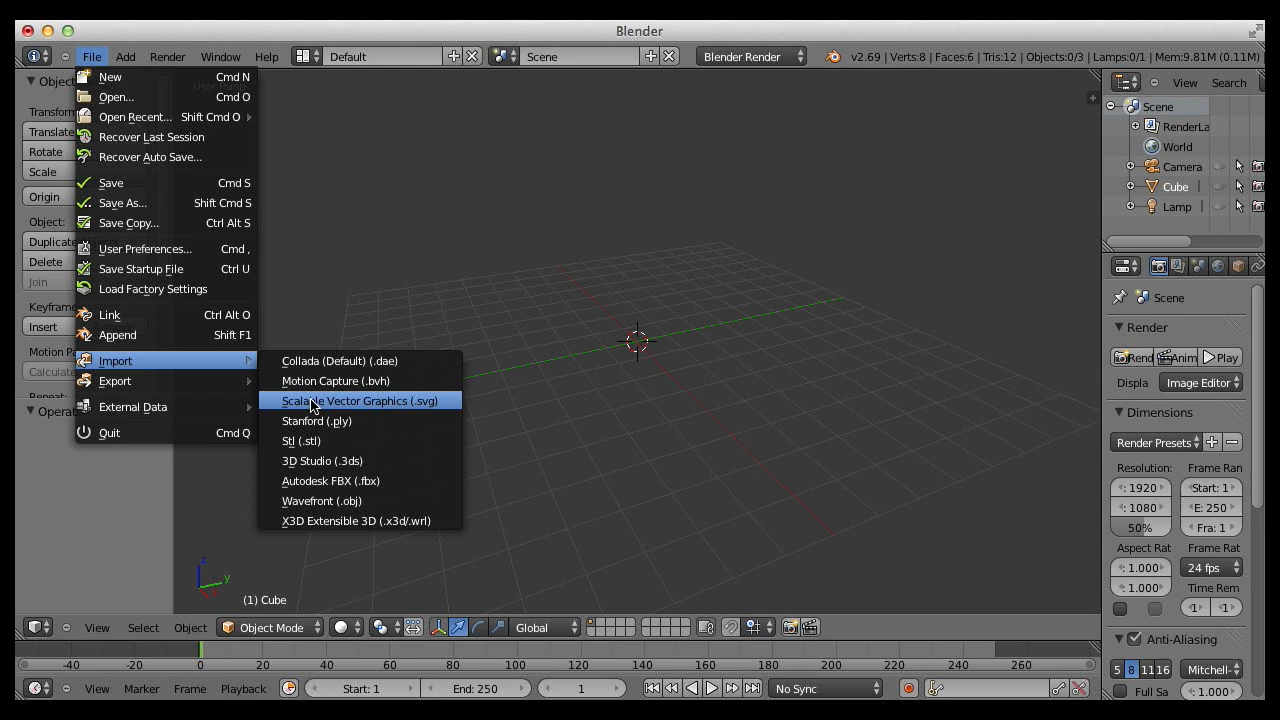 Blender
File Add Render Window Help Default Scene Blender Render v2.69 | Verts:8 | Faces:6 | Tris:12 | Objects:0/3 | Lamps:0/1 | Mem:9.81M (0.11M) |
Object
Transform
Translate
Rotate
Scale
Origin
Object:
Duplicate
Delete
Join
Keyframe
Insert
Motion Pa
Calculate
Repeat:
Operat
New Cmd N
Open... Cmd O
Open Recent... Shift Cmd O
Recover Last Session
Recover Auto Save...
Save Cmd S
Save As... Shift Cmd S
Save Copy... Ctrl Alt S
User Preferences... Cmd ,
Save Startup File Ctrl U
Load Factory Settings
Link Ctrl Alt O
Append Shift F1
Import
Export
External Data
Quit Cmd Q
Collada (Default) (.dae)
Motion Capture (.bvh)
Scalable Vector Graphics (.svg)
Stanford (.ply)
Stl (.stl)
3D Studio (.3ds)
Autodesk FBX (.fbx)
Wavefront (.obj)
X3D Extensible 3D (.x3d/.wrl)
z
y
(1) Cube
View Select Object Object Mode Global
-40 -20 0 20 40 60 80 100 120 140 160 180 200 220 240 260
View Marker Frame Playback Start: 1 End: 250 1 No Sync
View Search
Scene
RenderLa
World
Camera
Cube
Lamp
Scene
Render
Rend Anim Play
Displa Image Editor
Dimensions
Render Presets
Resolution: Frame Ran
: 1920 Start: 1
: 1080 E: 250
50% Fra: 1
Aspect Rat Frame Rat
: 1.000 24 fps
: 1.000 Time Rem
1 1
Anti-Aliasing
5 8 11 16 Mitchell-
Full Sa : 1.000